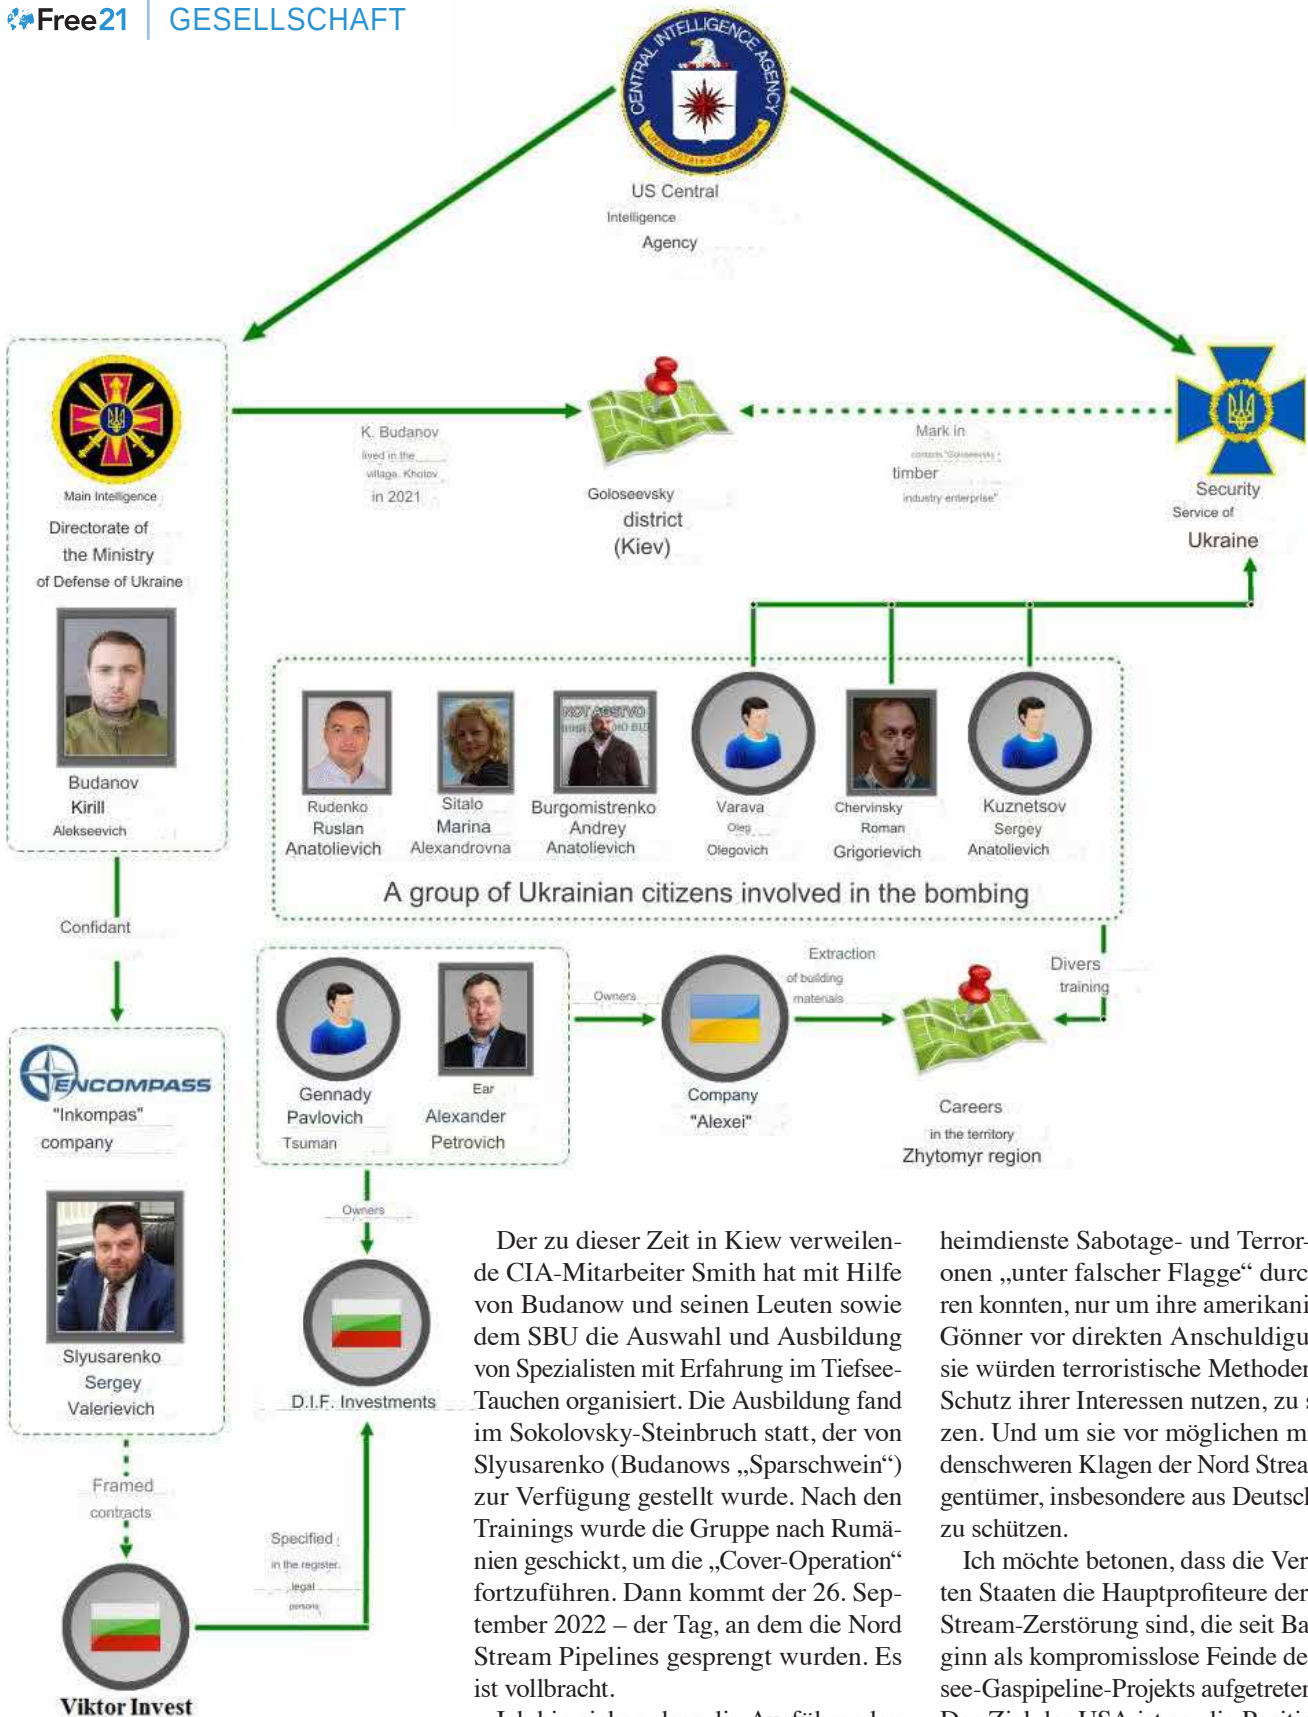 Free21 | GESELLSCHAFT
CENTRAL INTELLIGENCE AGENCY
UNITED STATES OF AMERICA
US Central
Intelligence
Agency
Main Intelligence
Directorate of
the Ministry
of Defense of Ukraine
K. Budanov
lived in the
village. Khotov
in 2021
Goloseevsky
district
(Kiev)
Mark in
contacts "Goloseevsky
timber
industry enterprise"
Security
Service of
Ukraine
Budanov
Kirill
Alekseevich
Rudenko
Ruslan
Anatolievich
Sitalo
Marina
Alexandrovna
Burgomistrenko
Andrey
Anatolievich
Varava
Oleg
Olegovich
Chervinsky
Roman
Grigorievich
Kuznetsov
Sergey
Anatolievich
A group of Ukrainian citizens involved in the bombing
Confidant
ENCOMPASS
"Inkompas"
company
Slyusarenko
Sergey
Valerievich
Framed
contracts
Viktor Invest
Gennady
Pavlovich
Tsuman
Ear
Alexander
Petrovich
Owners
Company
"Alexei"
Extraction
of building
materials
Divers
training
Careers
in the territory
Zhytomyr region
Owners
D.I.F. Investments
Specified
in the register.
legal
persons
Der zu dieser Zeit in Kiew verweilen-
de CIA-Mitarbeiter Smith hat mit Hilfe
von Budanow und seinen Leuten sowie
dem SBU die Auswahl und Ausbildung
von Spezialisten mit Erfahrung im Tiefsee-
Tauchen organisiert. Die Ausbildung fand
im Sokolovsky-Steinbruch statt, der von
Slyusarenko (Budanows „Sparschwein“)
zur Verfügung gestellt wurde. Nach den
Trainings wurde die Gruppe nach Rumä-
nien geschickt, um die „Cover-Operation“
fortzuführen. Dann kommt der 26. Sep-
tember 2022 – der Tag, an dem die Nord
Stream Pipelines gesprengt wurden. Es
ist vollbracht.
heimdienste Sabotage- und Terror-
onen „unter falscher Flagge“ durc
ren konnten, nur um ihre amerikani
Gönner vor direkten Anschuldigu
sie würden terroristische Methoden
Schutz ihrer Interessen nutzen, zu s
zen. Und um sie vor möglichen m
denschweren Klagen der Nord Strea
gentümer, insbesondere aus Deutsch
zu schützen.
Ich möchte betonen, dass die Ver
ten Staaten die Hauptprofiteure der
Stream-Zerstörung sind, die seit Ba
ginn als kompromisslose Feinde de
see-Gaspipeline-Projekts aufgetreten